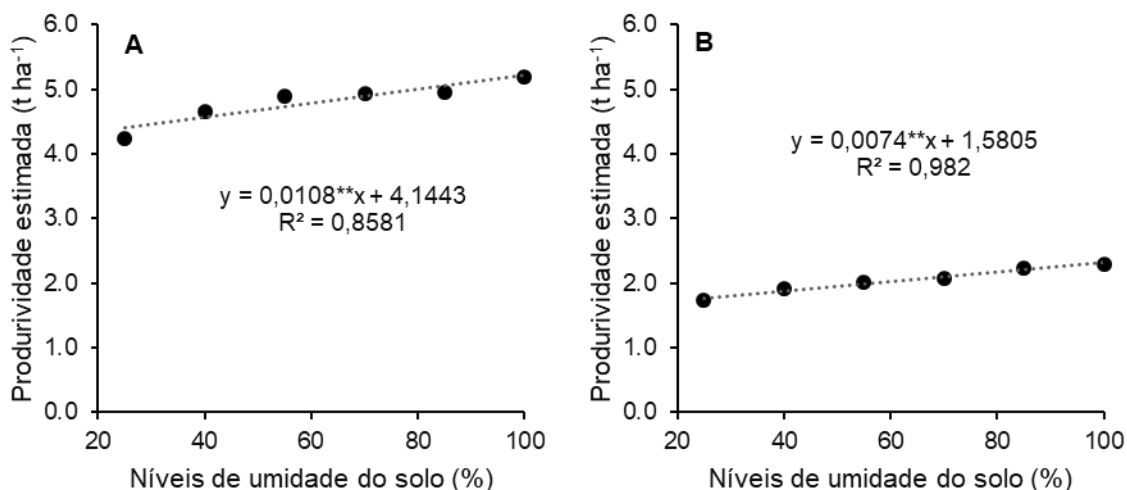 A
Produrividade estimada (t ha⁻¹)
6.0
5.0
4.0
3.0
2.0
1.0
0.0
y = 0,0108**x + 4,1443
R² = 0,8581
20 40 60 80 100
Níveis de umidade do solo (%)
B
Produrividade estimada (t ha⁻¹)
6.0
5.0
4.0
3.0
2.0
1.0
0.0
y = 0,0074**x + 1,5805
R² = 0,982
20 40 60 80 100
Níveis de umidade do solo (%)